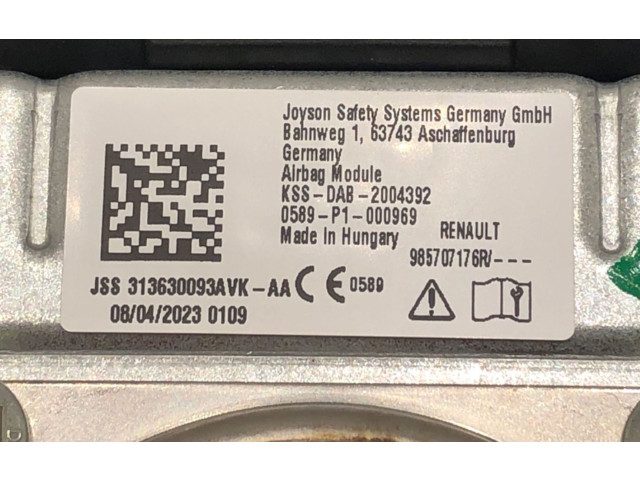 Joyson Safety Systems Germany GmbH
Bahnweg 1, 63743 Aschaffenburg
Germany
Airbag Module
KSS-DAB-2004392
0589-P1-000969
Made In Hungary
RENAULT
985707176R/---
JSS 313630093AVK-AA CE 0589
08/04/2023 0109